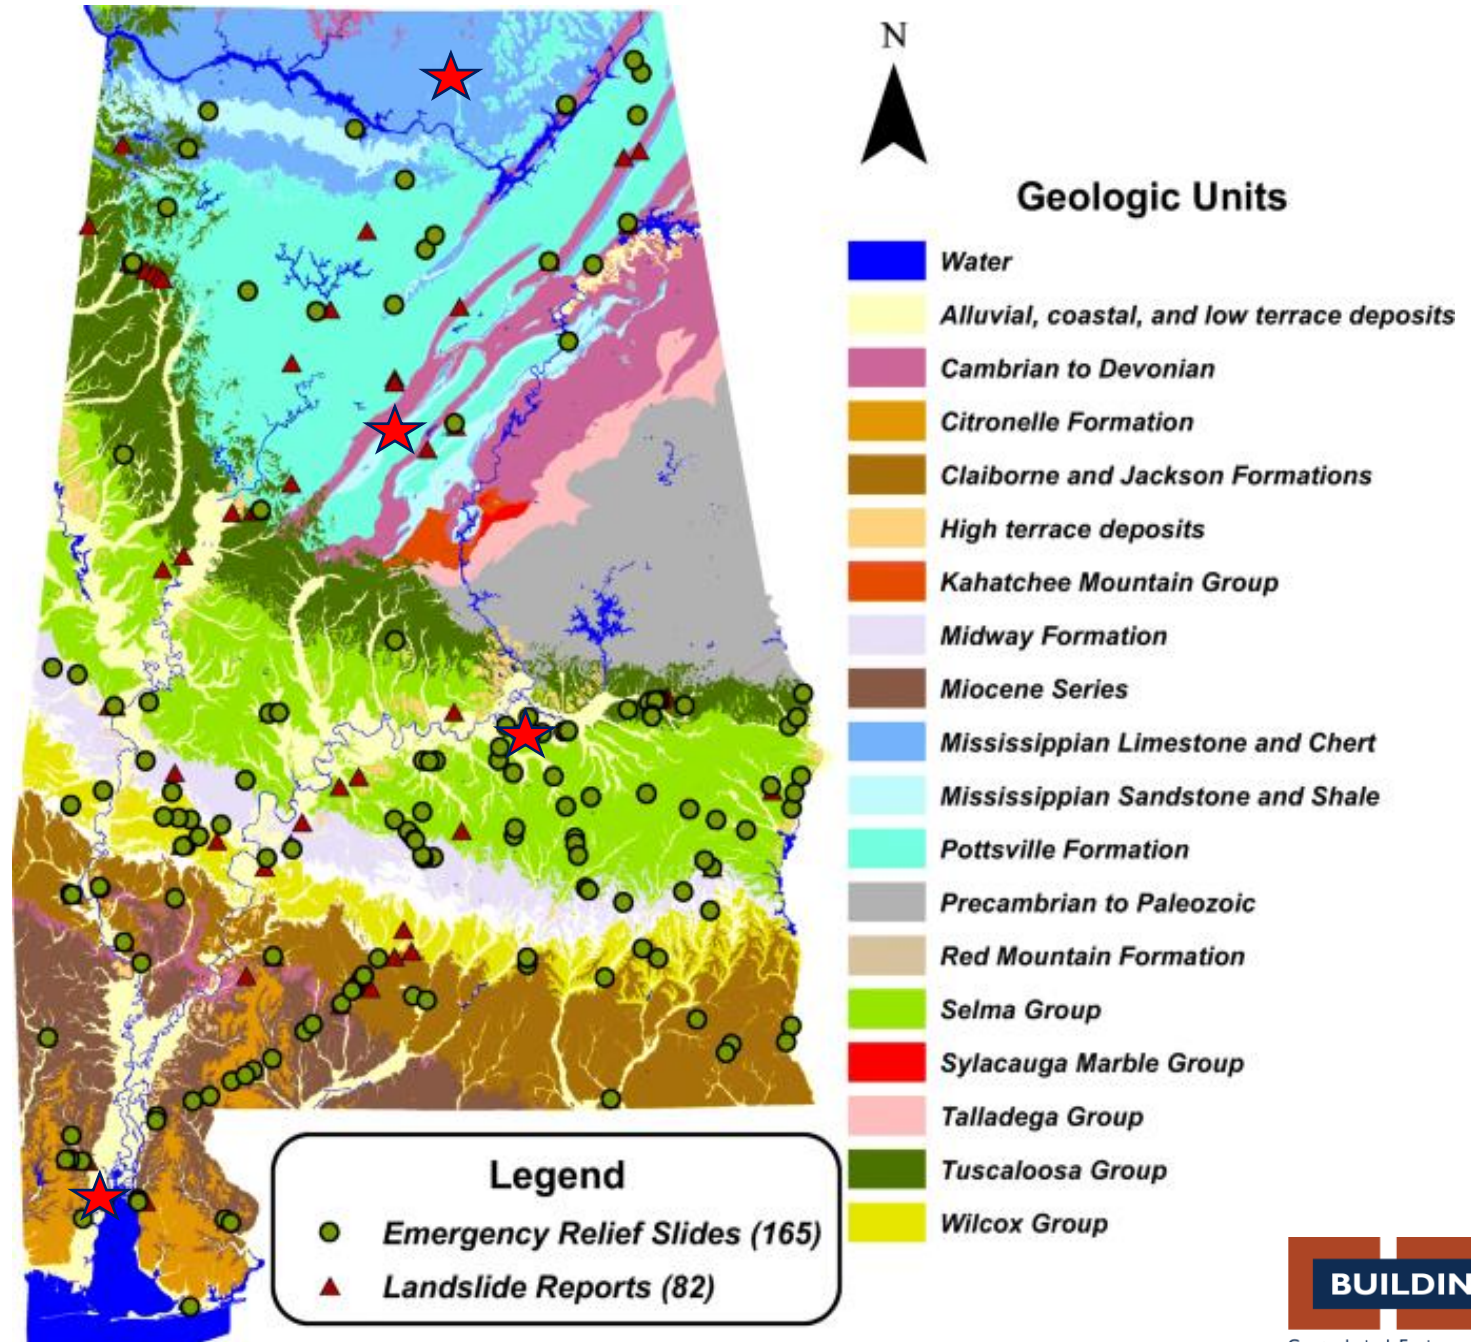 N
Geologic Units
Water
Alluvial, coastal, and low terrace deposits
Cambrian to Devonian
Citronelle Formation
Claiborne and Jackson Formations
High terrace deposits
Kahatchee Mountain Group
Midway Formation
Miocene Series
Mississippian Limestone and Chert
Mississippian Sandstone and Shale
Pottsville Formation
Precambrian to Paleozoic
Red Mountain Formation
Selma Group
Sylacauga Marble Group
Talladega Group
Tuscaloosa Group
Wilcox Group
Legend
Emergency Relief Slides (165)
Landslide Reports (82)
BUILDIN